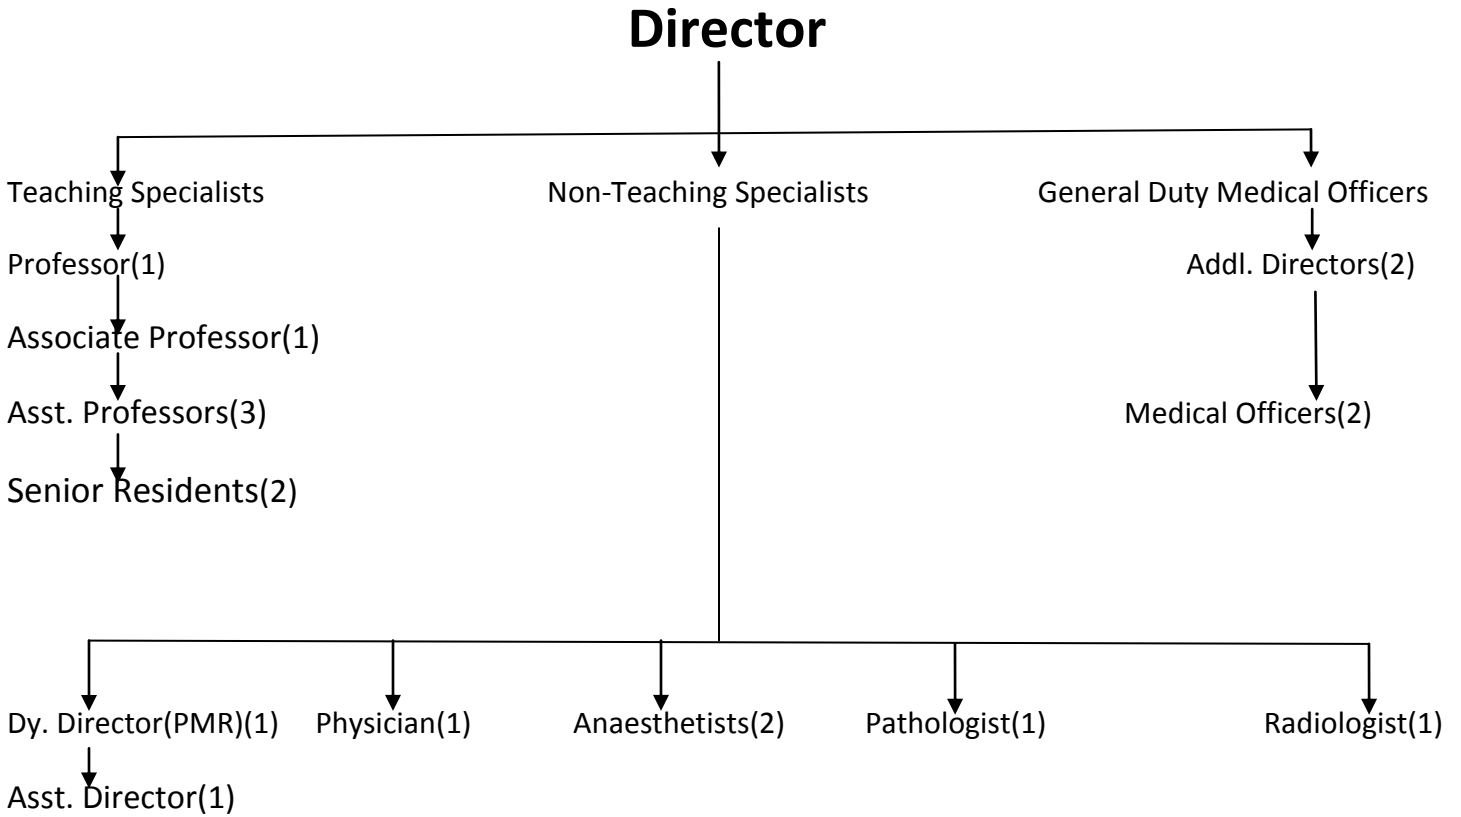 Director
Teaching Specialists
Non-Teaching Specialists
General Duty Medical Officers
Professor(1)
Addl. Directors(2)
Associate Professor(1)
Asst. Professors(3)
Medical Officers(2)
Senior Residents(2)
Dy. Director(PMR)(1)
Physician(1)
Anaesthetists(2)
Pathologist(1)
Radiologist(1)
Asst. Director(1)